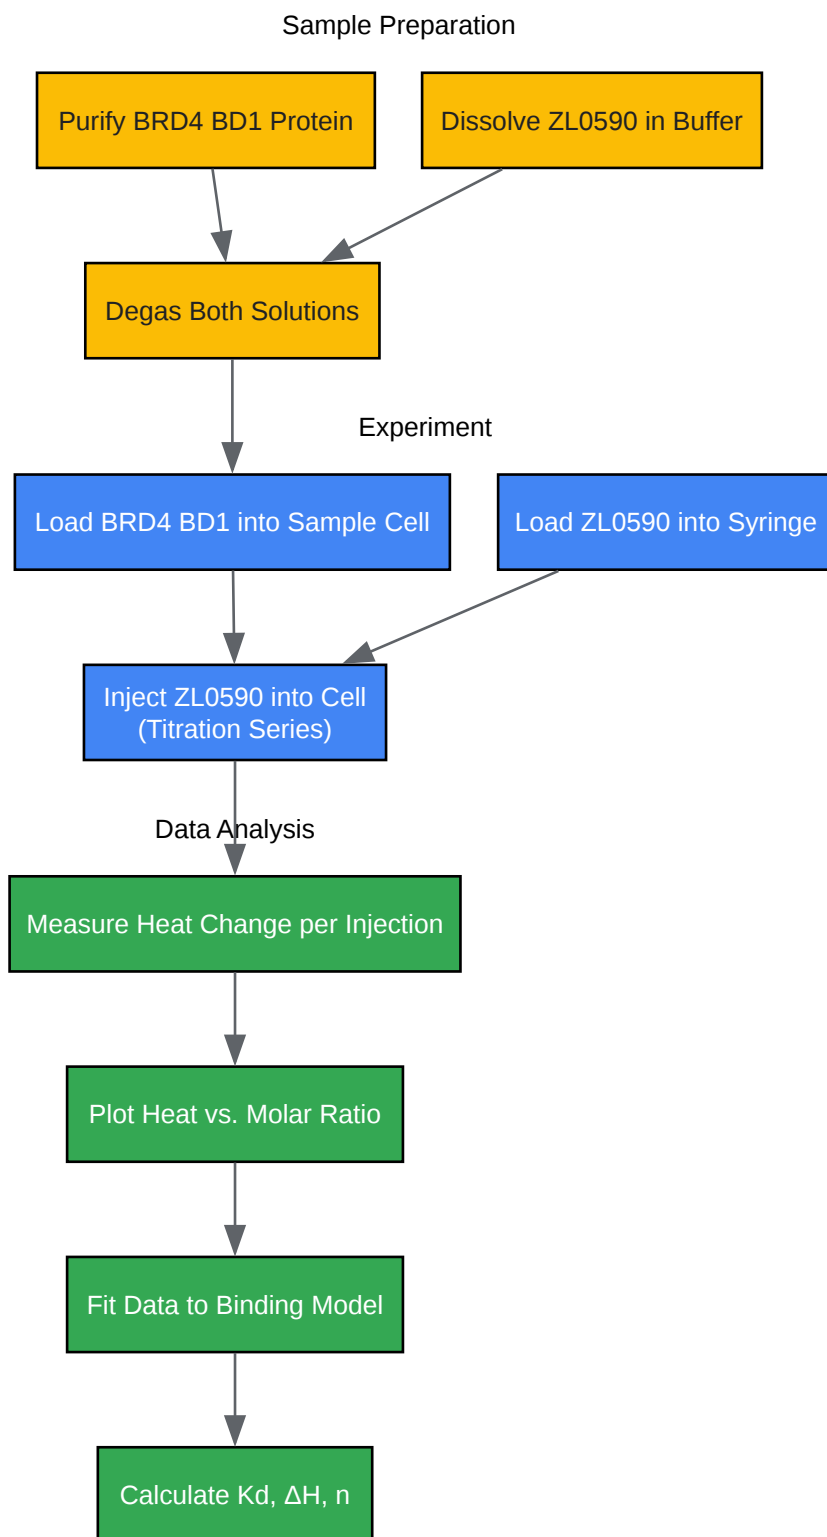 Sample Preparation
Purify BRD4 BD1 Protein
Dissolve ZL0590 in Buffer
Degas Both Solutions
Experiment
Load BRD4 BD1 into Sample Cell
Load ZL0590 into Syringe
Inject ZL0590 into Cell
(Titration Series)
Data Analysis
Measure Heat Change per Injection
Plot Heat vs. Molar Ratio
Fit Data to Binding Model
Calculate Kd, ΔH, n